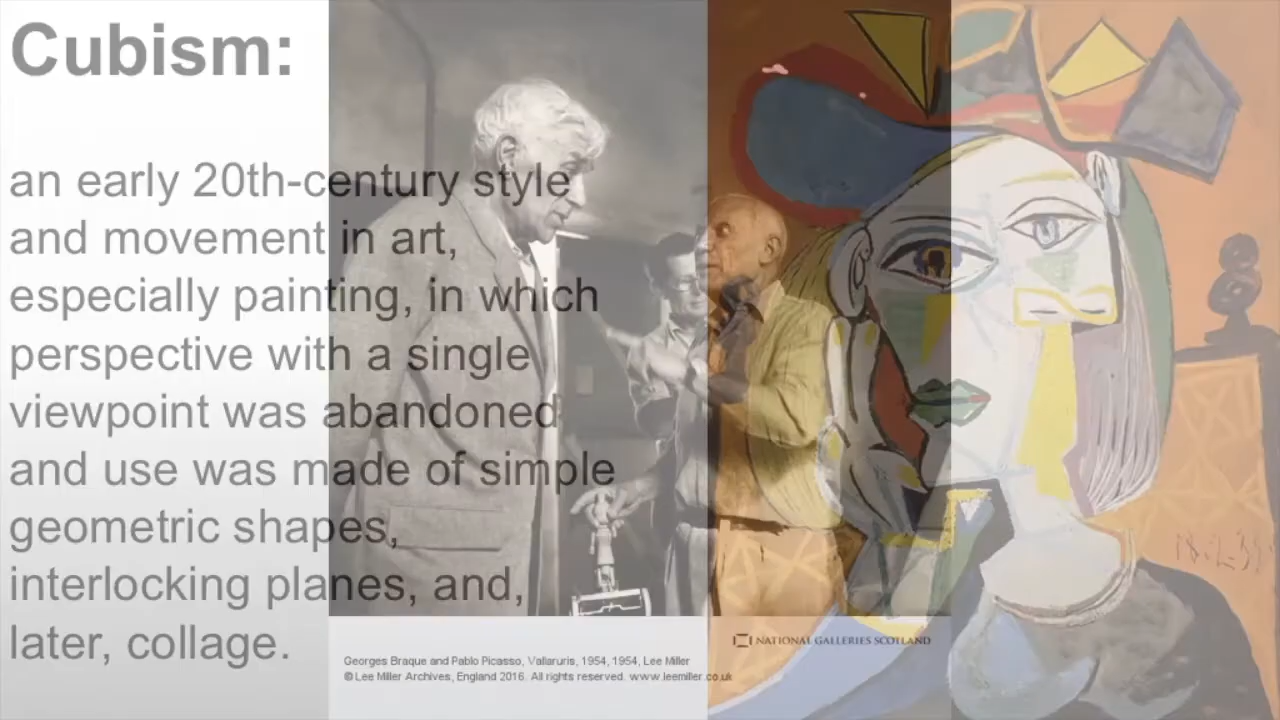 Cubism:
an early 20th-century style
and movement in art,
especially painting, in which
perspective with a single
viewpoint was abandoned
and use was made of simple
geometric shapes,
interlocking planes, and,
later, collage.
NATIONAL GALLERIES SCOTLAND
Georges Braque and Pablo Picasso, Vallaruris, 1954, 1954, Lee Miller
© Lee Miller Archives, England 2016. All rights reserved. www.leemiller.co.uk